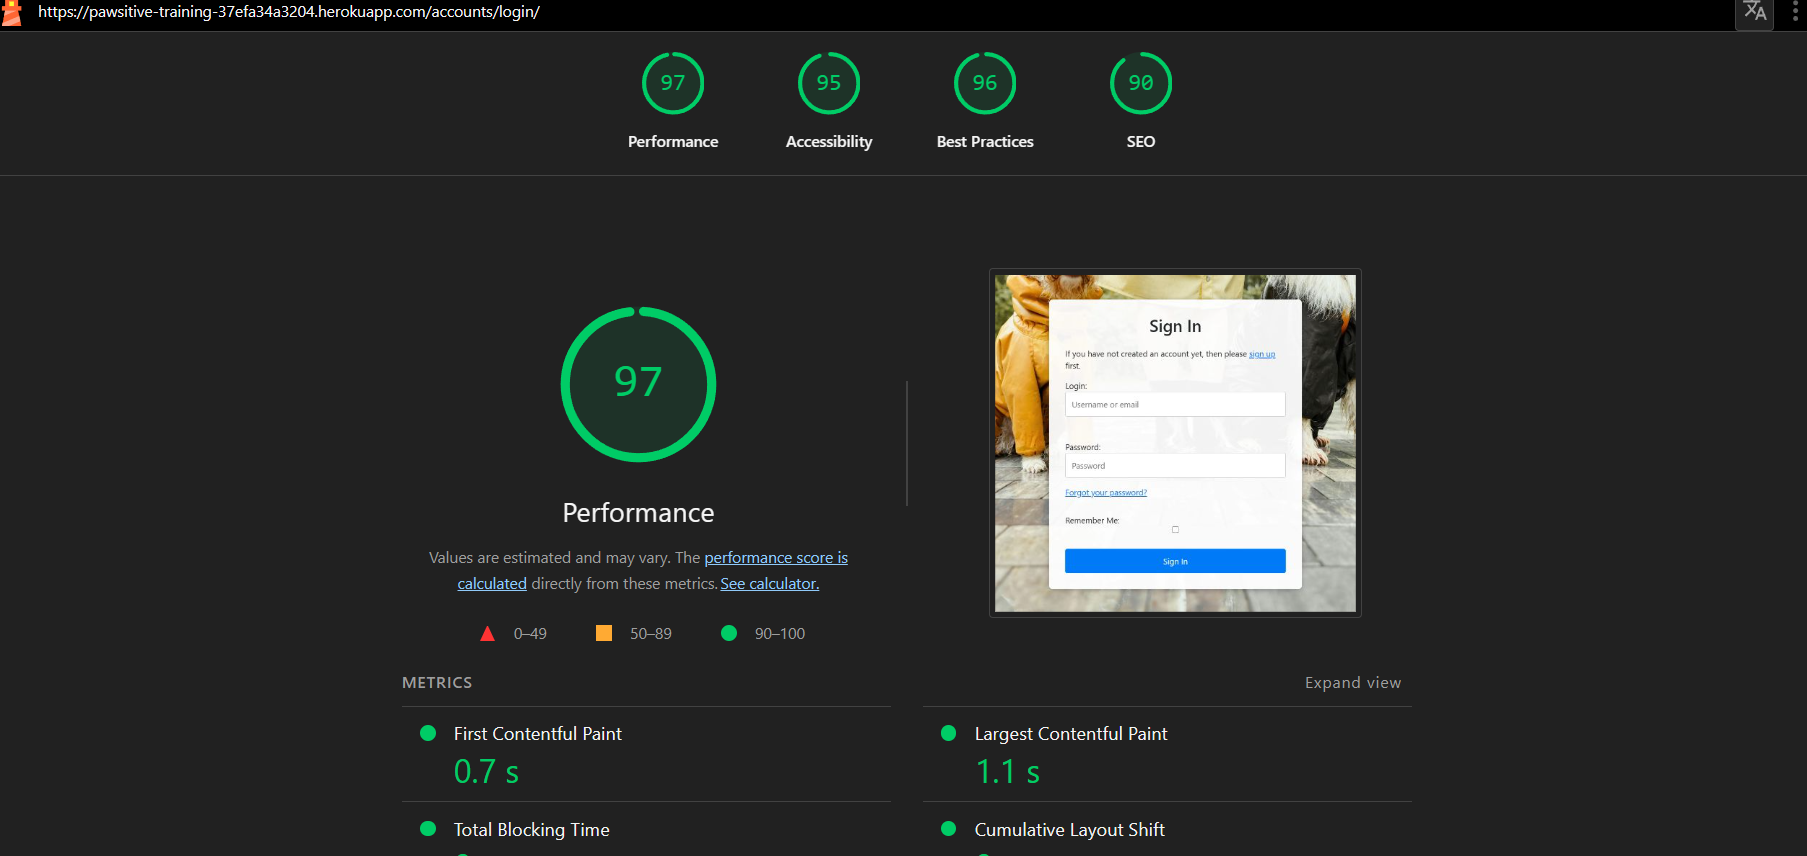 https://pawsitive-training-37efa34a3204.herokuapp.com/accounts/login/
97
95
96
90
Performance
Accessibility
Best Practices
SEO
97
Performance
Values are estimated and may vary. The performance score is
calculated directly from these metrics. See calculator.
0–49
50–89
90–100
Sign In
If you have not created an account yet, then please sign up
first.
Login:
Username or email
Password:
Password
Forgot your password?
Remember Me:
Sign In
METRICS
Expand view
First Contentful Paint
0.7 s
Largest Contentful Paint
1.1 s
Total Blocking Time
Cumulative Layout Shift